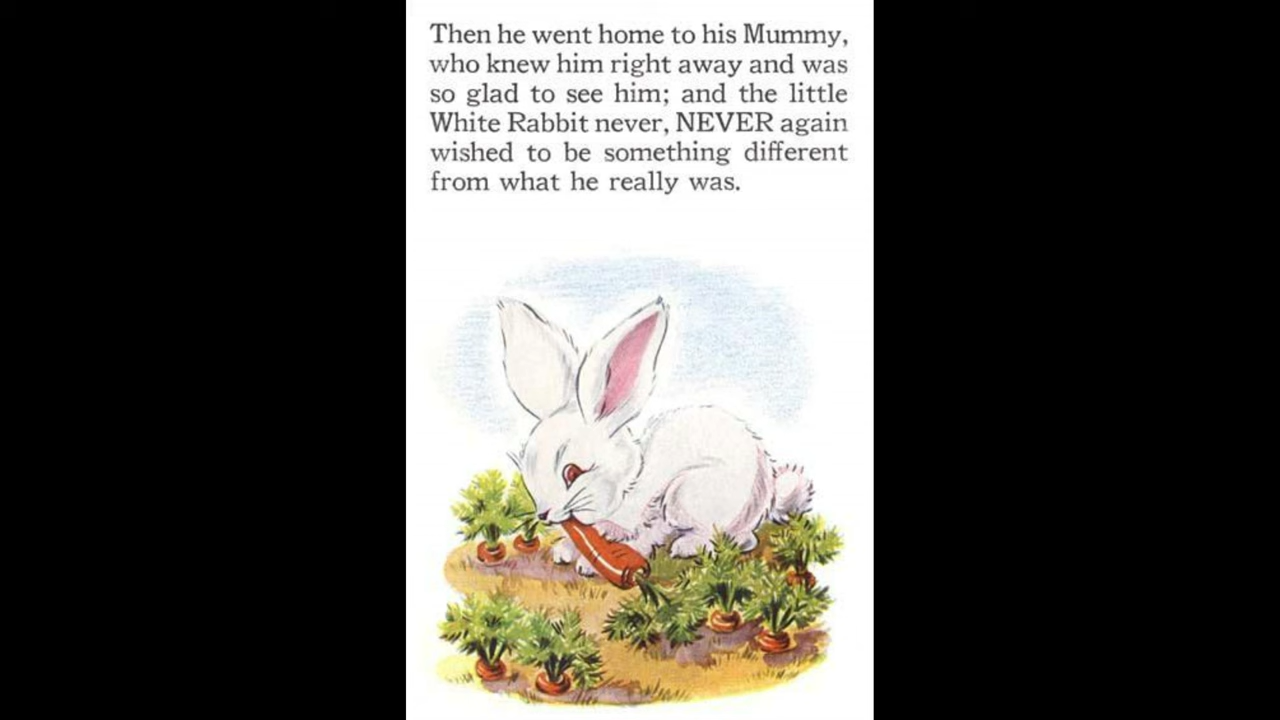 Then he went home to his Mummy,
who knew him right away and was
so glad to see him; and the little
White Rabbit never, NEVER again
wished to be something different
from what he really was.